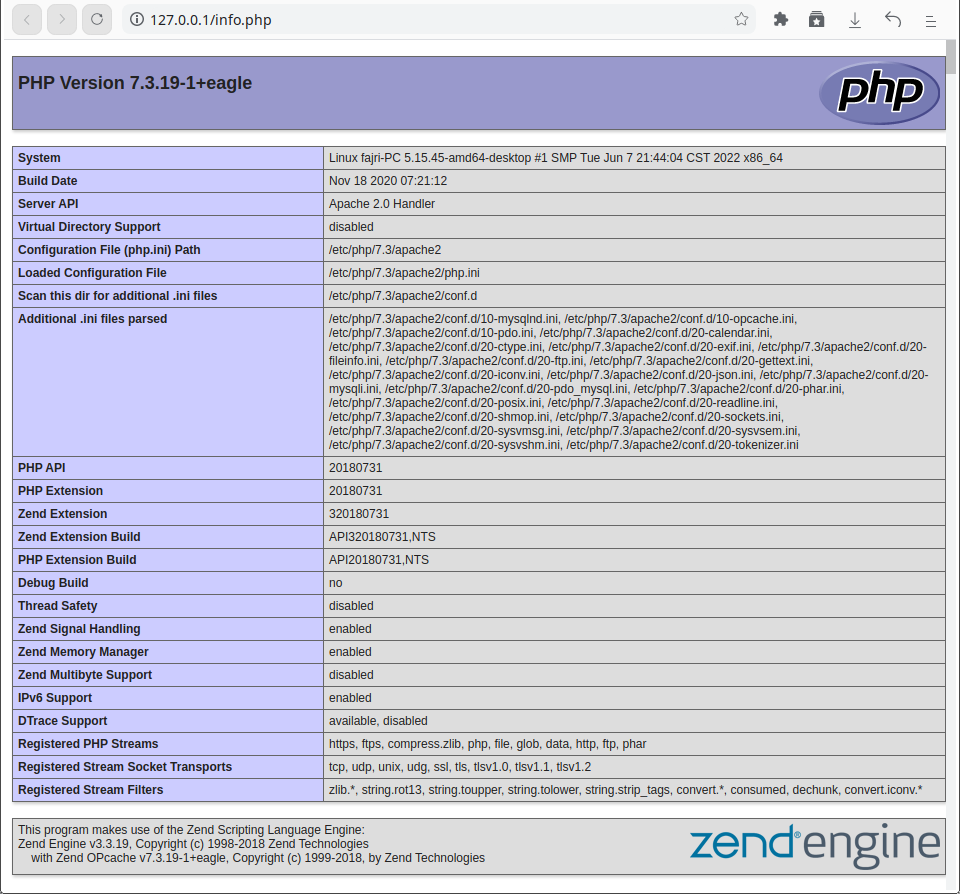 127.0.0.1/info.php
PHP Version 7.3.19-1+eagle
php
System Linux fajri-PC 5.15.45-amd64-desktop #1 SMP Tue Jun 7 21:44:04 CST 2022 x86_64
Build Date Nov 18 2020 07:21:12
Server API Apache 2.0 Handler
Virtual Directory Support disabled
Configuration File (php.ini) Path /etc/php/7.3/apache2
Loaded Configuration File /etc/php/7.3/apache2/php.ini
Scan this dir for additional .ini files /etc/php/7.3/apache2/conf.d
Additional .ini files parsed /etc/php/7.3/apache2/conf.d/10-mysqlnd.ini, /etc/php/7.3/apache2/conf.d/10-opcache.ini,
/etc/php/7.3/apache2/conf.d/10-pdo.ini, /etc/php/7.3/apache2/conf.d/20-calendar.ini,
/etc/php/7.3/apache2/conf.d/20-ctype.ini, /etc/php/7.3/apache2/conf.d/20-exif.ini, /etc/php/7.3/apache2/conf.d/20-
fileinfo.ini, /etc/php/7.3/apache2/conf.d/20-ftp.ini, /etc/php/7.3/apache2/conf.d/20-gettext.ini,
/etc/php/7.3/apache2/conf.d/20-iconv.ini, /etc/php/7.3/apache2/conf.d/20-json.ini, /etc/php/7.3/apache2/conf.d/20-
mysqli.ini, /etc/php/7.3/apache2/conf.d/20-pdo_mysql.ini, /etc/php/7.3/apache2/conf.d/20-phar.ini,
/etc/php/7.3/apache2/conf.d/20-posix.ini, /etc/php/7.3/apache2/conf.d/20-readline.ini,
/etc/php/7.3/apache2/conf.d/20-shmop.ini, /etc/php/7.3/apache2/conf.d/20-sockets.ini,
/etc/php/7.3/apache2/conf.d/20-sysvmsg.ini, /etc/php/7.3/apache2/conf.d/20-sysvsem.ini,
/etc/php/7.3/apache2/conf.d/20-sysvshm.ini, /etc/php/7.3/apache2/conf.d/20-tokenizer.ini
PHP API 20180731
PHP Extension 20180731
Zend Extension 320180731
Zend Extension Build API320180731,NTS
PHP Extension Build API20180731,NTS
Debug Build no
Thread Safety disabled
Zend Signal Handling enabled
Zend Memory Manager enabled
Zend Multibyte Support disabled
IPv6 Support enabled
DTrace Support available, disabled
Registered PHP Streams https, ftps, compress.zlib, php, file, glob, data, http, ftp, phar
Registered Stream Socket Transports tcp, udp, unix, udg, ssl, tls, tlsv1.0, tlsv1.1, tlsv1.2
Registered Stream Filters zlib.*, string.rot13, string.toupper, string.tolower, string.strip_tags, convert.*, consumed, dechunk, convert.iconv.*
This program makes use of the Zend Scripting Language Engine:
Zend Engine v3.3.19, Copyright (c) 1998-2018 Zend Technologies
with Zend OPcache v7.3.19-1+eagle, Copyright (c) 1999-2018, by Zend Technologies
zend®engine